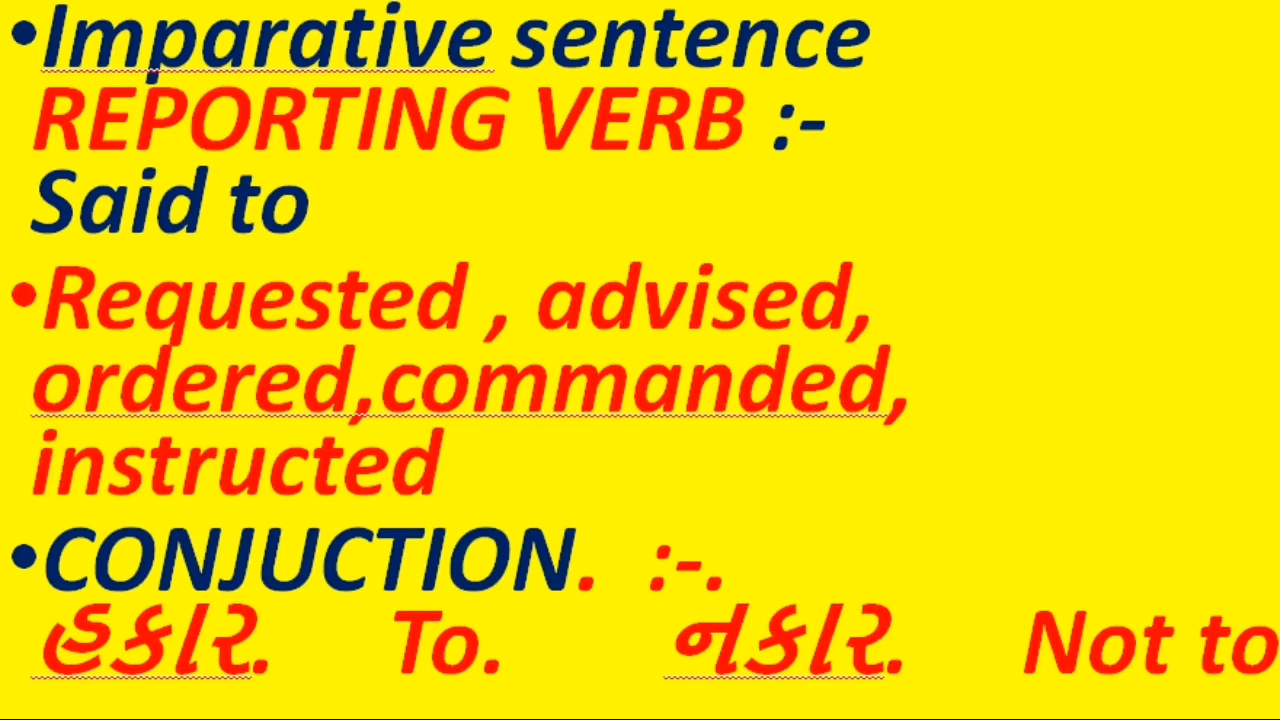 •Imparative sentence
REPORTING VERB :-
Said to
•Requested , advised,
ordered,commanded,
instructed
•CONJUCTION. :-.
હકાર. To. નકાર. Not to